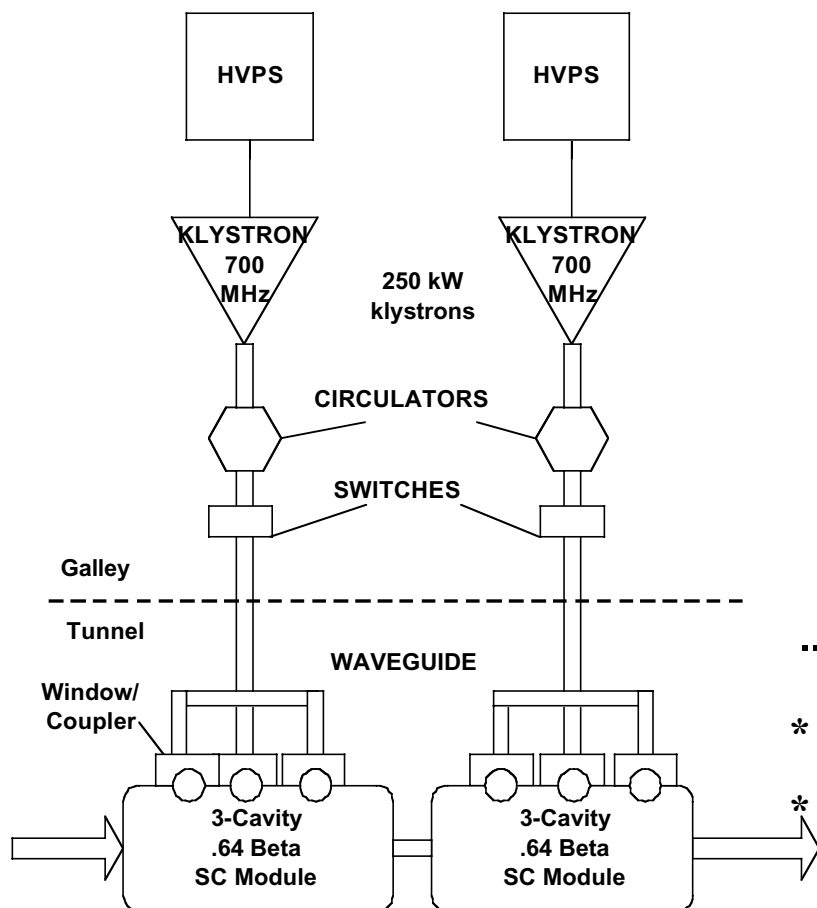 HVPS
HVPS
KLYSTRON
700
MHz
250 kW
klystrons
KLYSTRON
700
MHz
CIRCULATORS
SWITCHES
Galley
Tunnel
WAVEGUIDE
Window/
Coupler
*
*
3-Cavity
.64 Beta
SC Module
3-Cavity
.64 Beta
SC Module